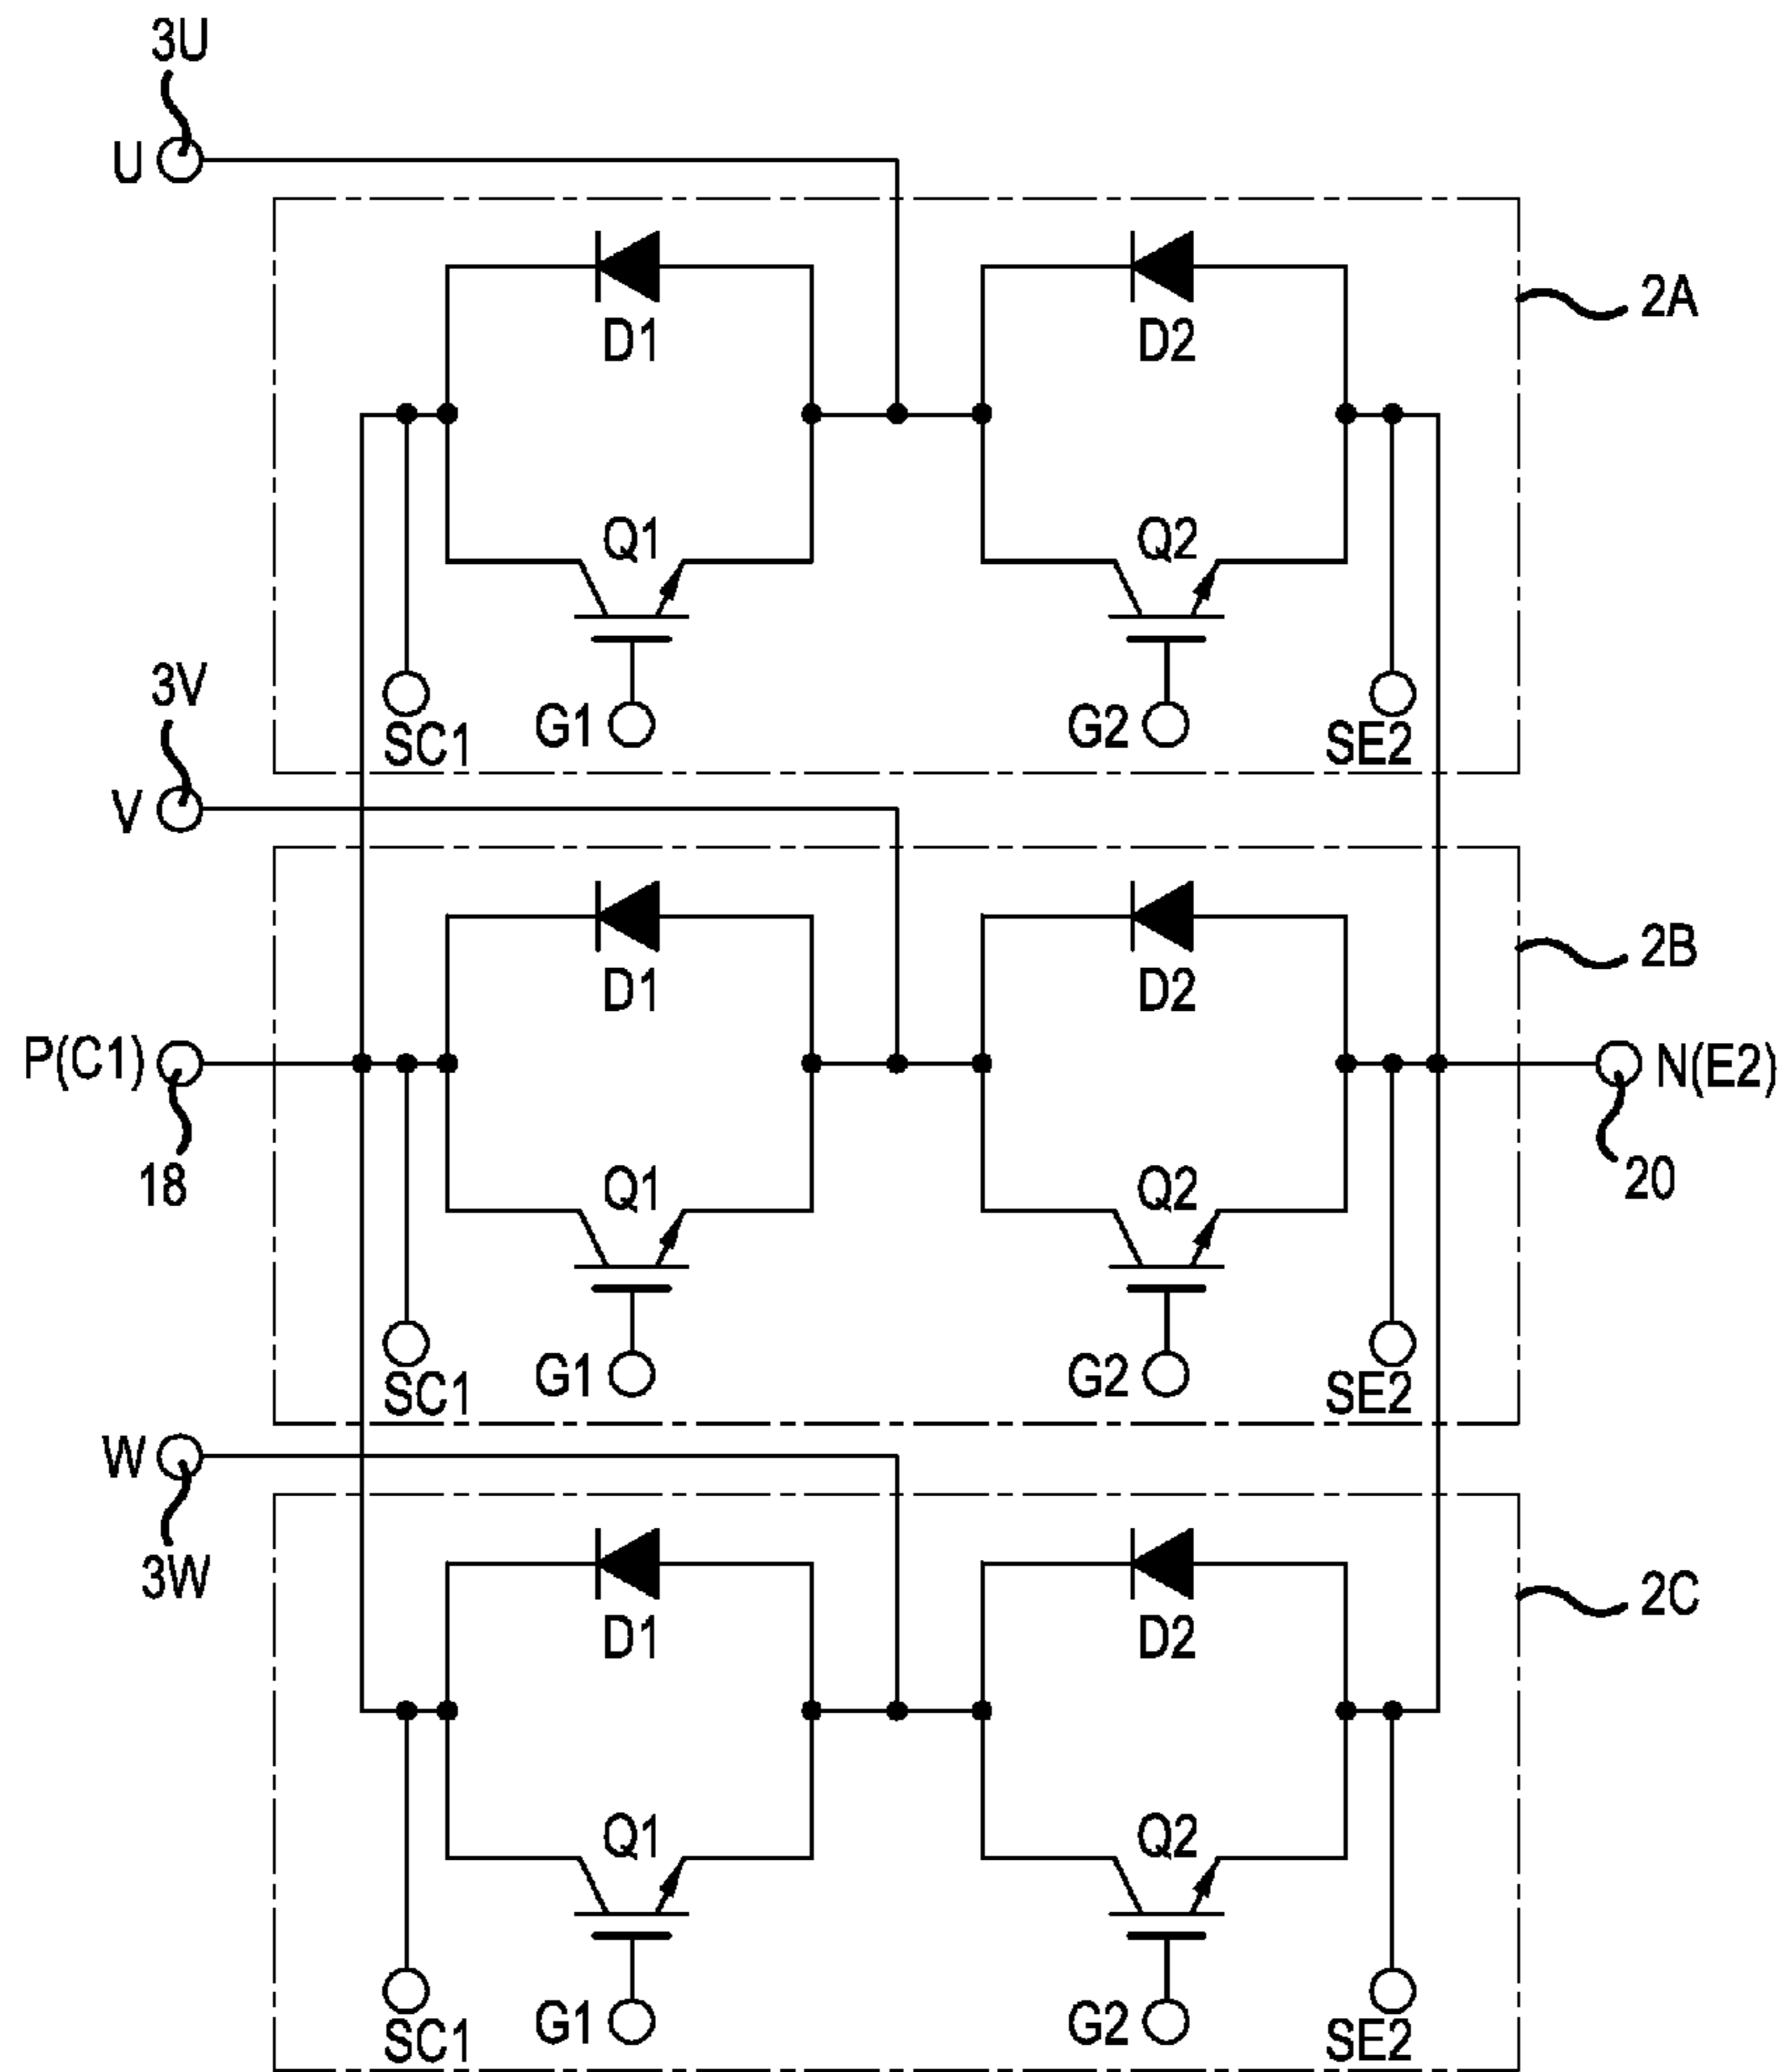 3U
U
D1
D2
2A
Q1
Q2
3V
SC1
G1
G2
SE2
V
D1
D2
2B
P(C1)
N(E2)
18
20
Q1
Q2
SC1
G1
G2
SE2
W
3W
D1
D2
2C
Q1
Q2
SC1
G1
G2
SE2